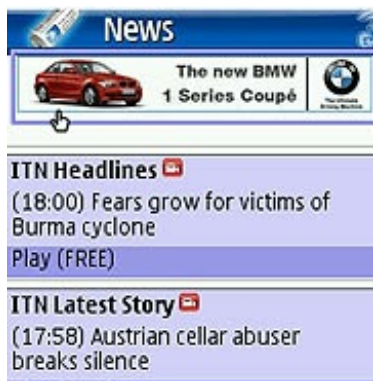 News
The new BMW
1 Series Coupé
ITN Headlines
(18:00) Fears grow for victims of
Burma cyclone
Play (FREE)
ITN Latest Story
(17:58) Austrian cellar abuser
breaks silence